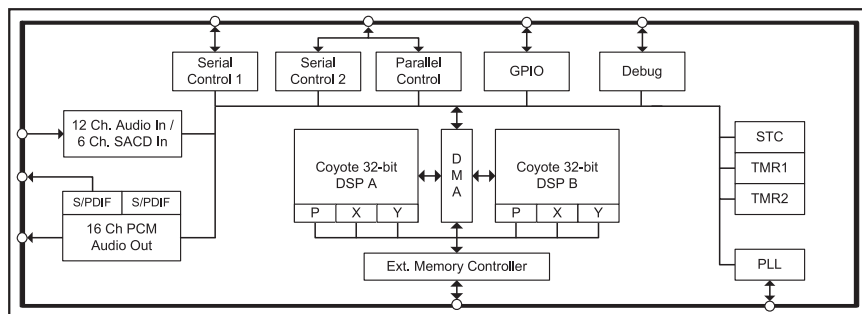 Serial
Control 1
Serial
Control 2
Parallel
Control
GPIO
Debug
12 Ch. Audio In /
6 Ch. SACD In
S/PDIF
S/PDIF
16 Ch PCM
Audio Out
Coyote 32-bit
DSP A
P
X
Y
D
M
A
Coyote 32-bit
DSP B
P
X
Y
Ext. Memory Controller
STC
TMR1
TMR2
PLL